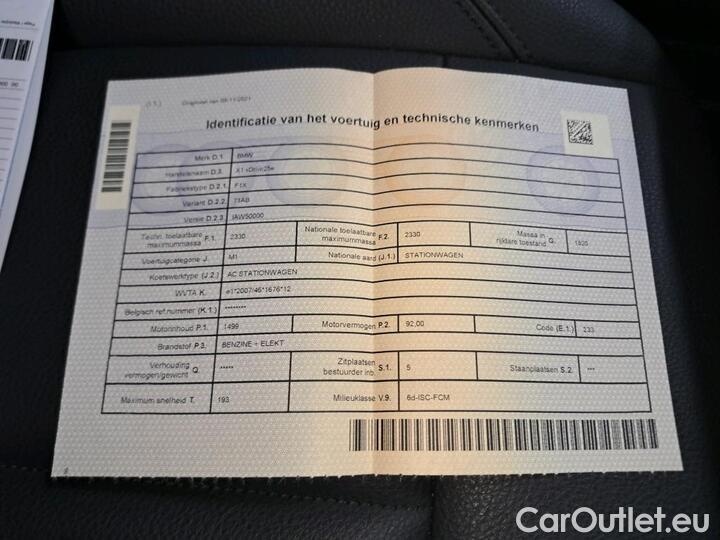 (I.1.) Origineel van 09/11/2021
Identificatie van het voertuig en technische kenmerken
Merk D.1. BMW
Handelsnaam D.3. X1 xDrive25e
Fabriekstype D.2.1. F1X
Variant D.2.2. 71AB
Versie D.2.3. IAW50000
Techn. toelaatbare maximummassa F.1. 2330 Nationale toelaatbare maximummassa F.2. 2330 Massa in rijklare toestand G. 1820
Voertuigcategorie J. M1 Nationale aard (J.1.) STATIONWAGEN
Koetswerktype (J.2.) AC STATIONWAGEN
WVTA K. e1*2007/46*1676*12
Belgisch ref.nummer (K.1.) ********
Motorinhoud P.1. 1499 Motorvermogen P.2. 92,00 Code (E.1.) 233
Brandstof P.3. BENZINE + ELEKT
Verhouding vermogen/gewicht Q. ***** Zitplaatsen bestuurder inb. S.1. 5 Staanplaatsen S.2. ***
Maximum snelheid T. 193 Milieuklasse V.9. 6d-ISC-FCM
CarOutlet.eu